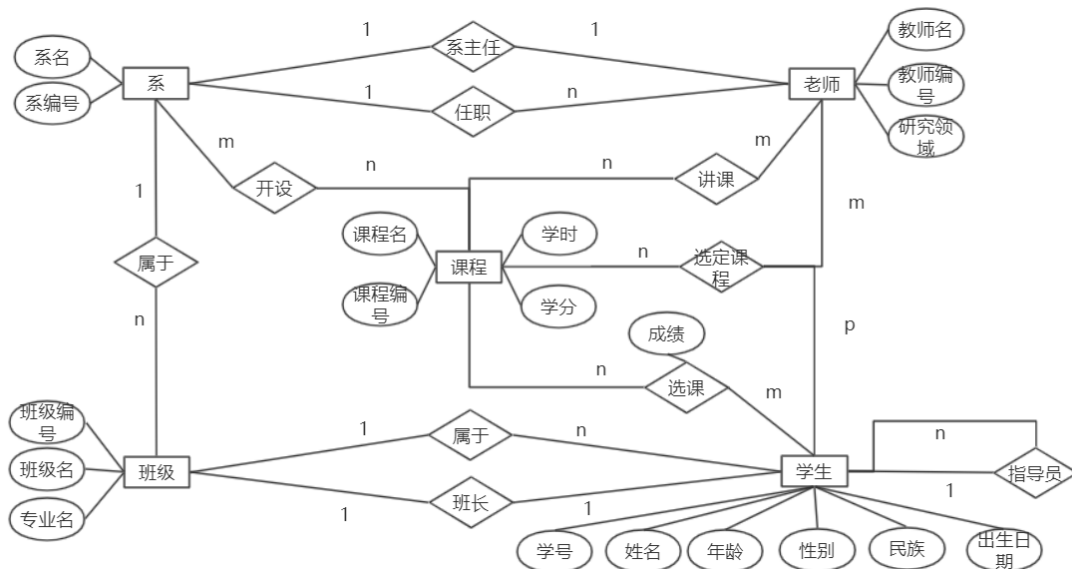 1
系主任
1
教师名
系名
系
老师
教师编
号
系编号
1
任职
n
研究领
域
m
n
n
m
开设
讲课
1
m
课程名
学时
属于
课程
n
选定课
程
课程编
号
学分
n
成绩
p
n
选课
m
班级编
号
1
属于
n
n
班级名
班级
学生
指导员
专业名
1
班长
1
1
学号
姓名
年龄
性别
民族
出生日
期